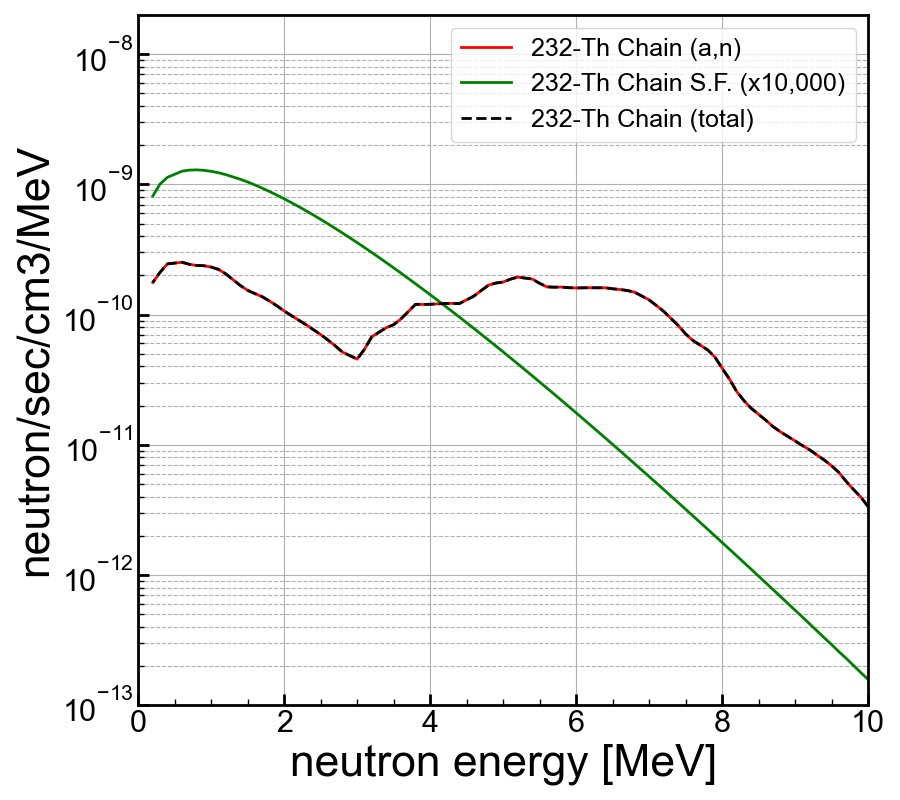 232-Th Chain (a,n)
232-Th Chain S.F. (x10,000)
232-Th Chain (total)
neutron/sec/cm3/MeV
10⁻⁸
10⁻⁹
10⁻¹⁰
10⁻¹¹
10⁻¹²
10⁻¹³
0 2 4 6 8 10
neutron energy [MeV]